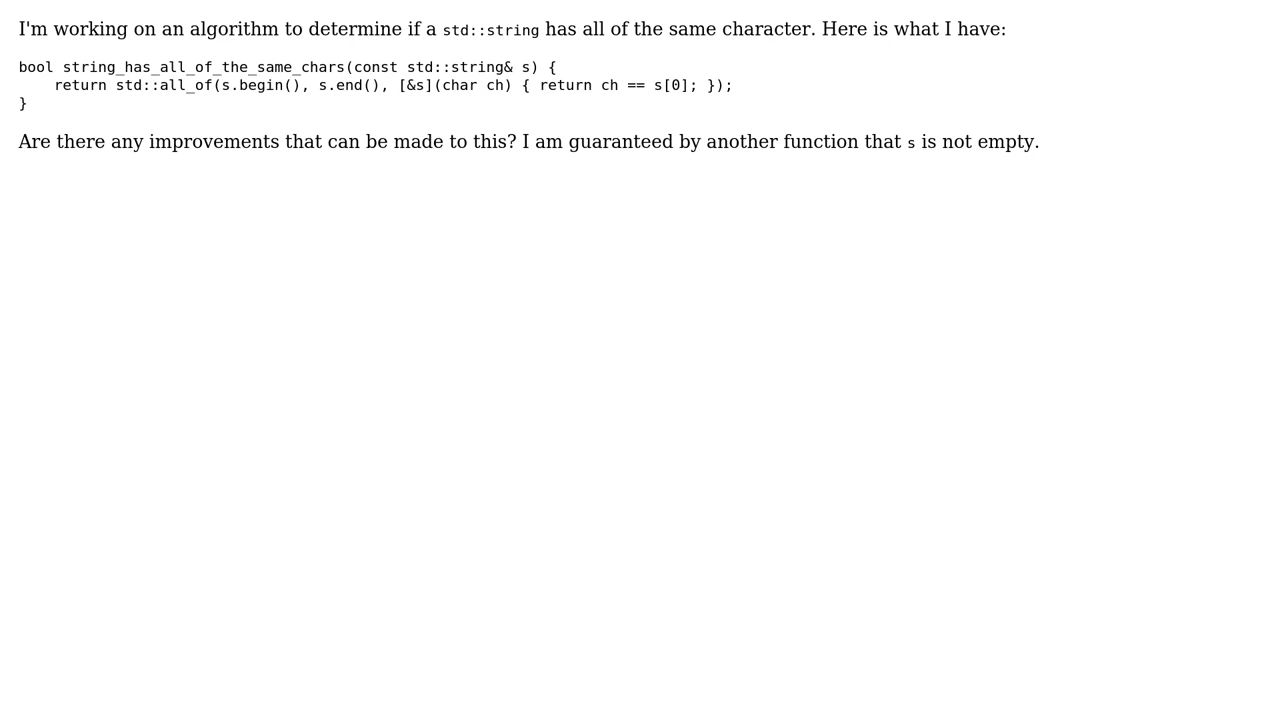 I'm working on an algorithm to determine if a std::string has all of the same character. Here is what I have:
bool string_has_all_of_the_same_chars(const std::string& s) {
    return std::all_of(s.begin(), s.end(), [&s](char ch) { return ch == s[0]; });
}
Are there any improvements that can be made to this? I am guaranteed by another function that s is not empty.